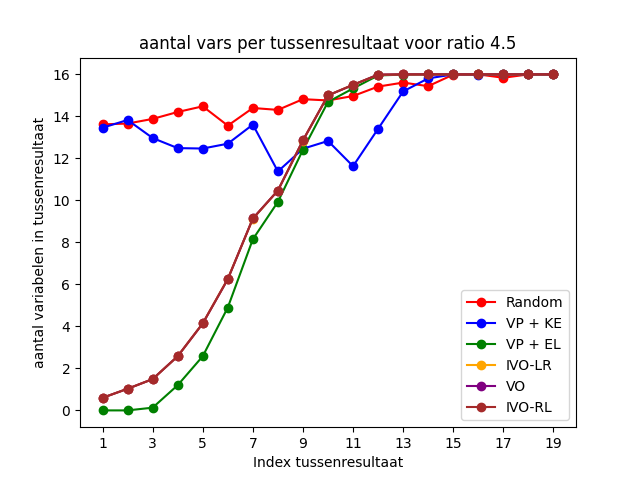 aantal vars per tussenresultaat voor ratio 4.5
aantal variabelen in tussenresultaat
16
14
12
10
8
6
4
2
0
Random
VP + KE
VP + EL
IVO-LR
VO
IVO-RL
1 3 5 7 9 11 13 15 17 19
Index tussenresultaat